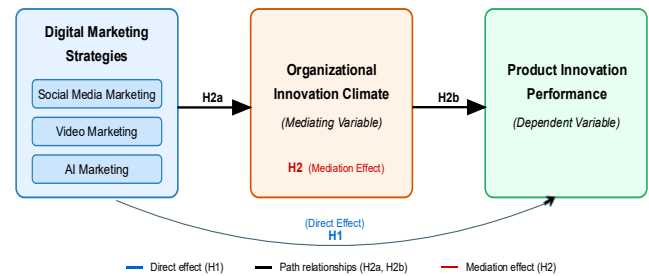 Digital Marketing
Strategies
Social Media Marketing
Video Marketing
AI Marketing
H2a
Organizational
Innovation Climate
(Mediating Variable)
H2 (Mediation Effect)
H2b
Product Innovation
Performance
(Dependent Variable)
(Direct Effect)
H1
Direct effect (H1)
Path relationships (H2a, H2b)
Mediation effect (H2)